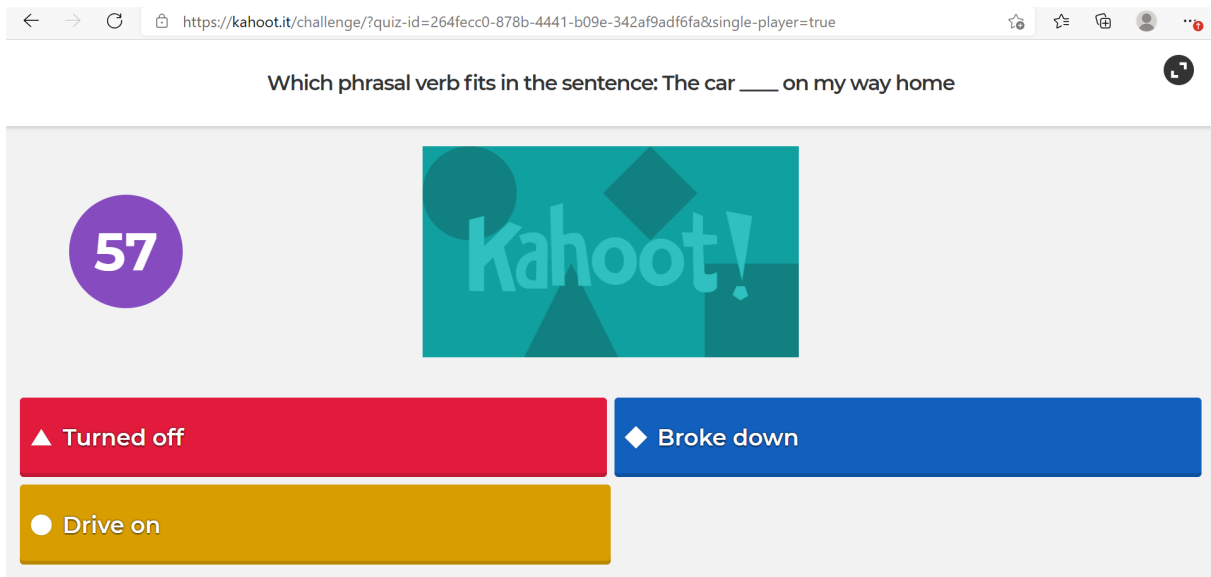 https://kahoot.it/challenge/?quiz-id=264fecc0-878b-4441-b09e-342af9adf6fa&single-player=true
Which phrasal verb fits in the sentence: The car ____ on my way home
57
Kahoot!
Turned off
Broke down
Drive on